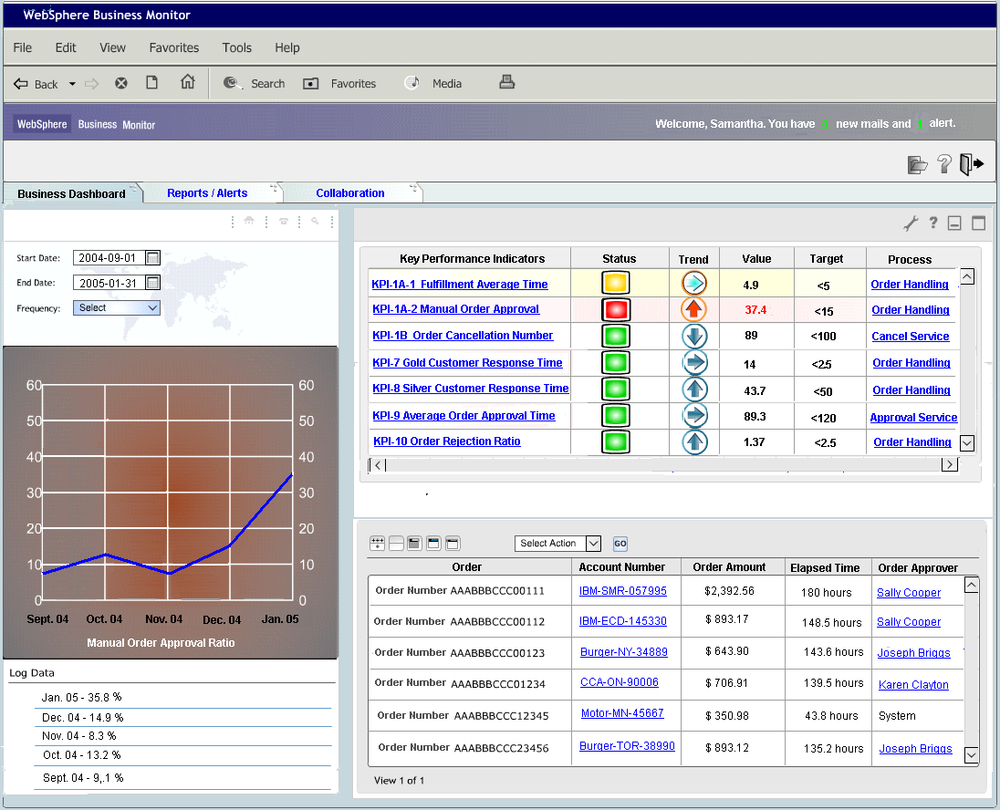 WebSphere Business Monitor
File Edit View Favorites Tools Help
Back Search Favorites Media
WebSphere Business Monitor
Welcome, Samantha. You have 1 new mails and 1 alert.
Business Dashboard Reports / Alerts Collaboration
Start Date: 2004-09-01
End Date: 2005-01-31
Frequency: Select
60 60
50 50
40 40
30 30
20 20
10 10
0 0
Sept. 04 Oct. 04 Nov. 04 Dec. 04 Jan. 05
Manual Order Approval Ratio
Log Data
Jan. 05 - 35.8 %
Dec. 04 - 14.9 %
Nov. 04 - 8.3 %
Oct. 04 - 13.2 %
Sept. 04 - 9,.1 %
?
Key Performance Indicators Status Trend Value Target Process
KPI-1A-1 Fulfillment Average Time 4.9 <5 Order Handling
KPI-1A-2 Manual Order Approval 37.4 <15 Order Handling
KPI-1B Order Cancellation Number 89 <100 Cancel Service
KPI-7 Gold Customer Response Time 14 <25 Order Handling
KPI-8 Silver Customer Response Time 43.7 <50 Order Handling
KPI-9 Average Order Approval Time 89.3 <120 Approval Service
KPI-10 Order Rejection Ratio 1.37 <2.5 Order Handling
Select Action GO
Order Account Number Order Amount Elapsed Time Order Approver
Order Number AAABBBCCC00111 IBM-SMR-057995 $2,392.56 180 hours Sally Cooper
Order Number AAABBBCCC00112 IBM-ECD-145330 $ 893.17 148.5 hours Sally Cooper
Order Number AAABBBCCC00123 Burger-NY-34889 $ 643.90 143.6 hours Joseph Briggs
Order Number AAABBBCCC01234 CCA-ON-90006 $ 706.91 139.5 hours Karen Clayton
Order Number AAABBBCCC12345 Motor-MN-45667 $ 350.98 43.8 hours System
Order Number AAABBBCCC23456 Burger-TOR-38990 $ 893.12 135.2 hours Joseph Briggs
View 1 of 1